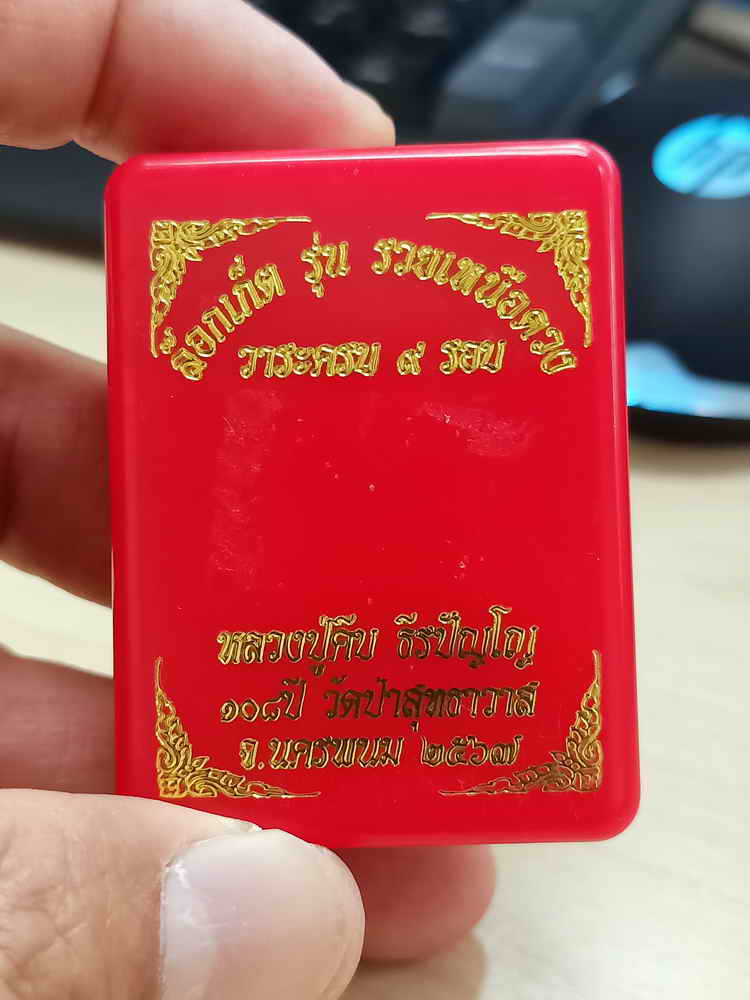 ล็อกเก็ต รุ่น รวยเหนือดวง
วาระครบ ๙ รอบ
หลวงปู่คีบ ธีรปัญโญ
๑๐๘ปี วัดป่าสุทธาวาส
จ.นครพนม ๒๕๖๗
hp